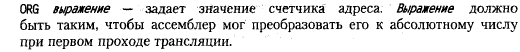 ORG выражение — задает значение счетчика адреса. Выражение должно
быть таким, чтобы ассемблер мог преобразовать его к абсолютному числу
при первом проходе трансляции.